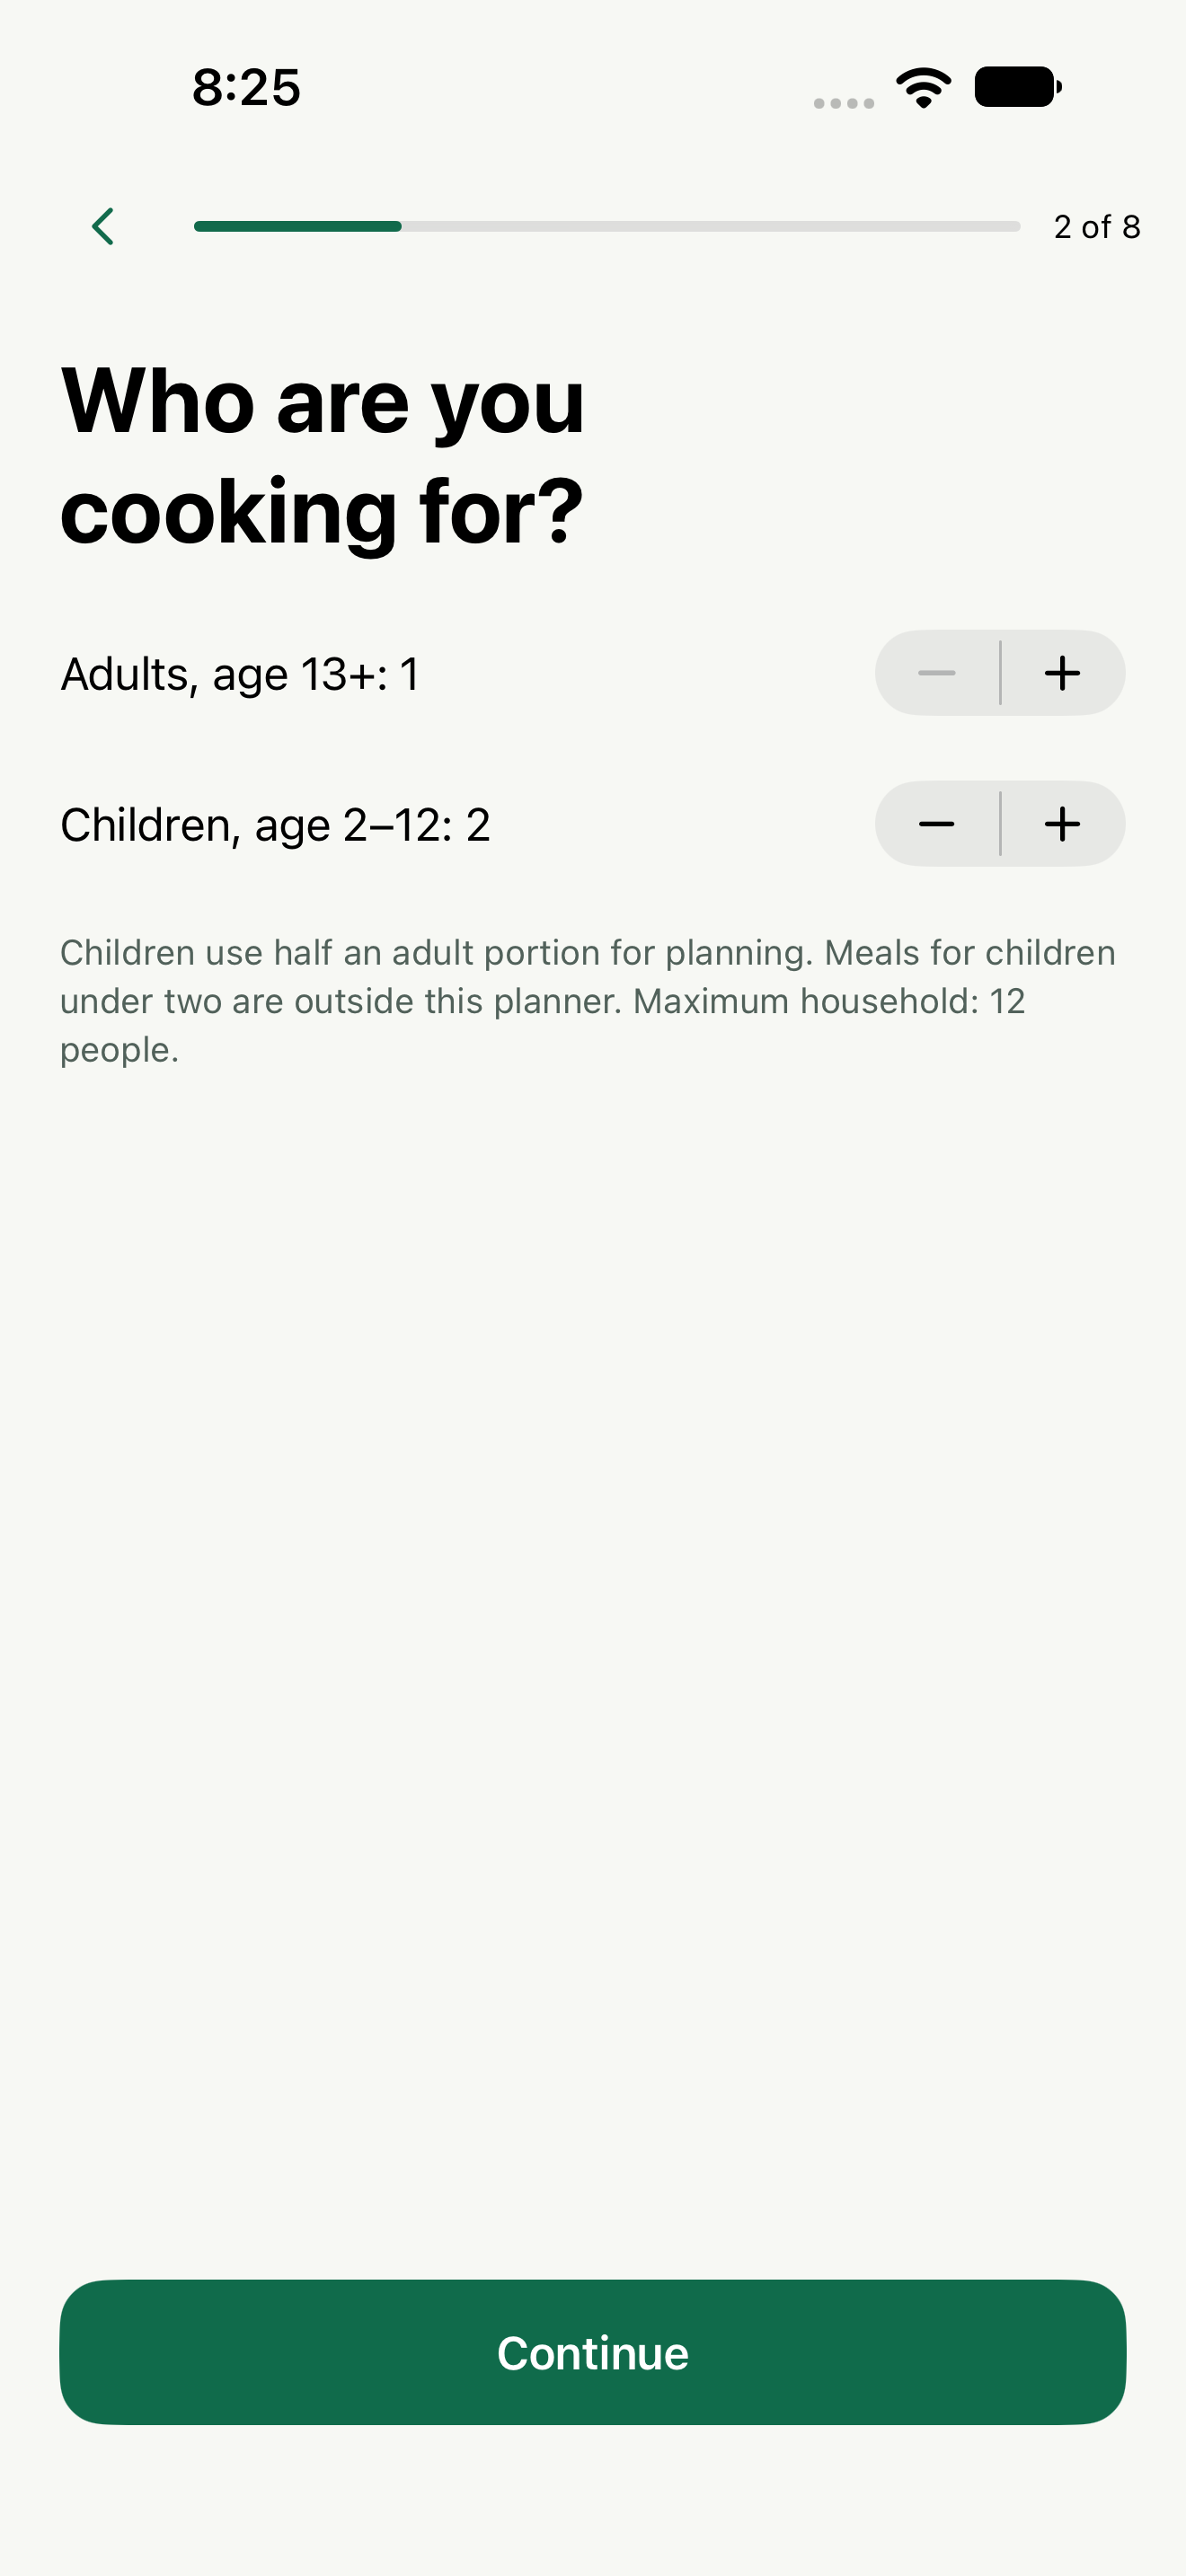 8:25
2 of 8
Who are you
cooking for?
Adults, age 13+: 1
Children, age 2–12: 2
Children use half an adult portion for planning. Meals for children
under two are outside this planner. Maximum household: 12
people.
Continue